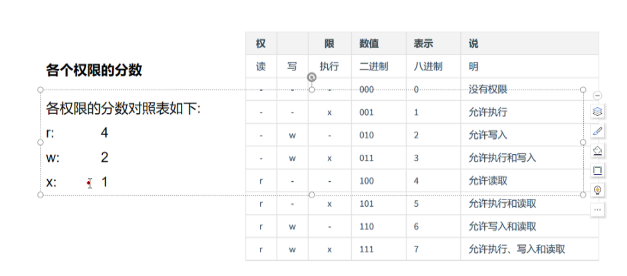 各个权限的分数
各权限的分数对照表如下:
r: 4
w: 2
x: 1
权 限 数值 表示 说
读 写 执行 二进制 八进制 明
- - - 000 0 没有权限
- - x 001 1 允许执行
- w - 010 2 允许写入
- w x 011 3 允许执行和写入
r - - 100 4 允许读取
r - x 101 5 允许执行和读取
r w - 110 6 允许写入和读取
r w x 111 7 允许执行、写入和读取